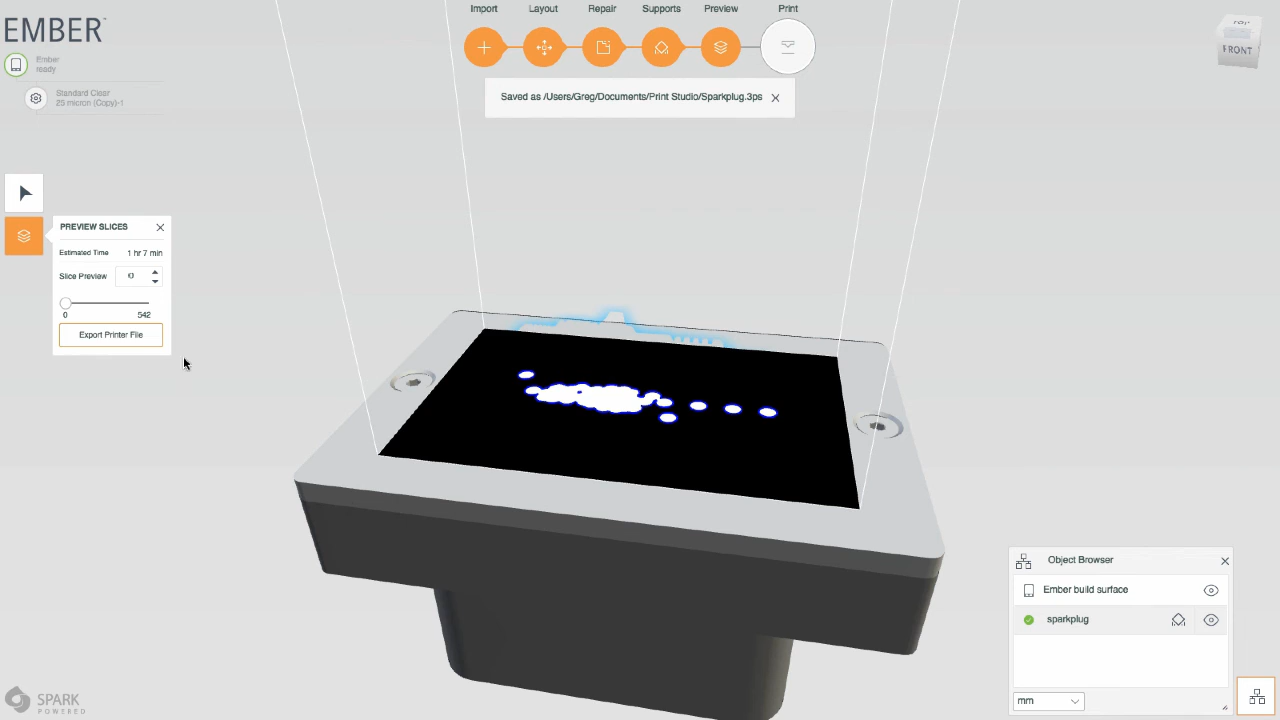 EMBER™
Ember
ready
Standard Clear
25 micron (Copy)-1
Import
Layout
Repair
Supports
Preview
Print
Saved as /Users/Greg/Documents/Print Studio/Sparkplug.3ps
FRONT
PREVIEW SLICES
Estimated Time 1 hr 7 min
Slice Preview 0
0 542
Export Printer File
Object Browser
Ember build surface
sparkplug
mm
SPARK
POWERED